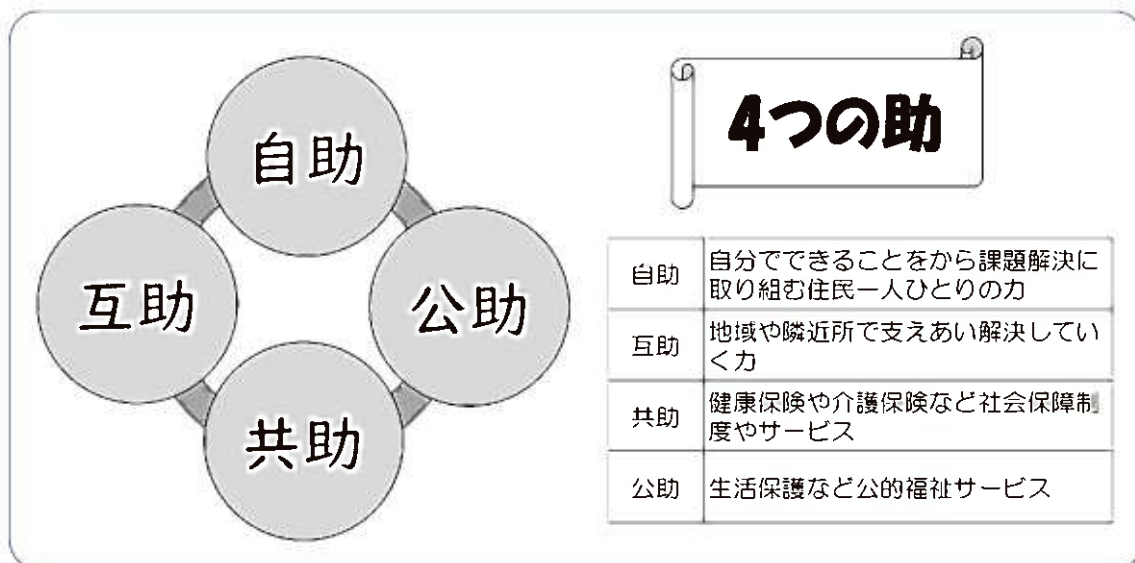 自助
互助
公助
共助
4つの助
自助 自分でできることをから課題解決に
取り組む住民一人ひとりの力
互助 地域や隣近所で支えあい解決してい
く力
共助 健康保険や介護保険など社会保障制
度やサービス
公助 生活保護など公的福祉サービス